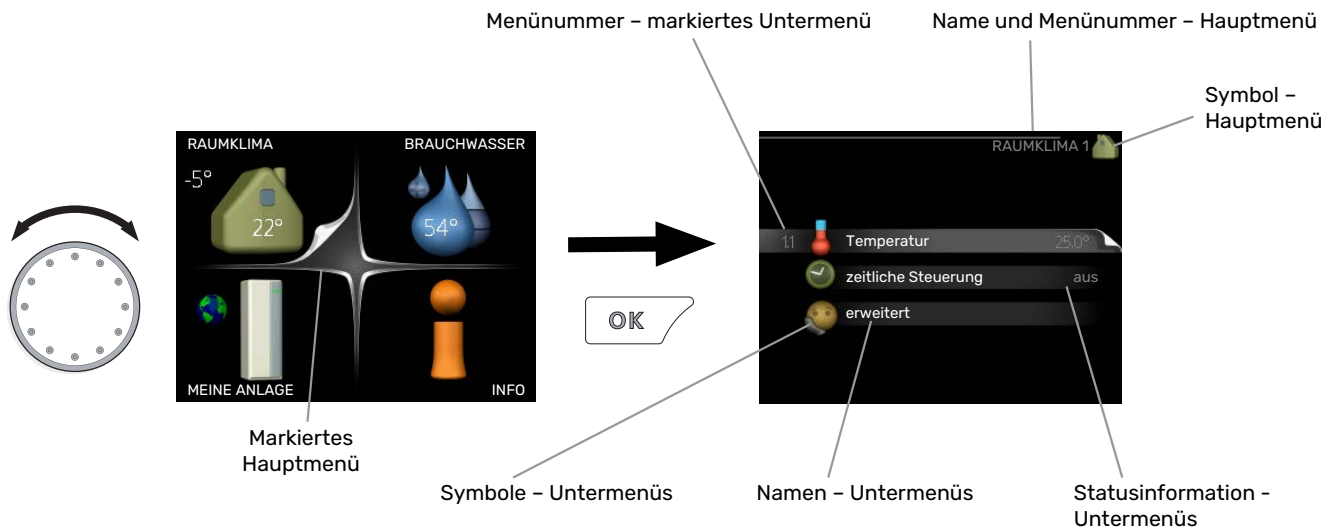 Menünummer – markiertes Untermenü
Name und Menünummer – Hauptmenü
Symbol –
Hauptmenü
RAUMKLIMA
BRAUCHWASSER
-5°
22°
54°
MEINE ANLAGE
INFO
Markiertes
Hauptmenü
OK
RAUMKLIMA 1
1.1 Temperatur 25.0°
zeitliche Steuerung aus
erweitert
Symbole – Untermenüs
Namen – Untermenüs
Statusinformation -
Untermenüs